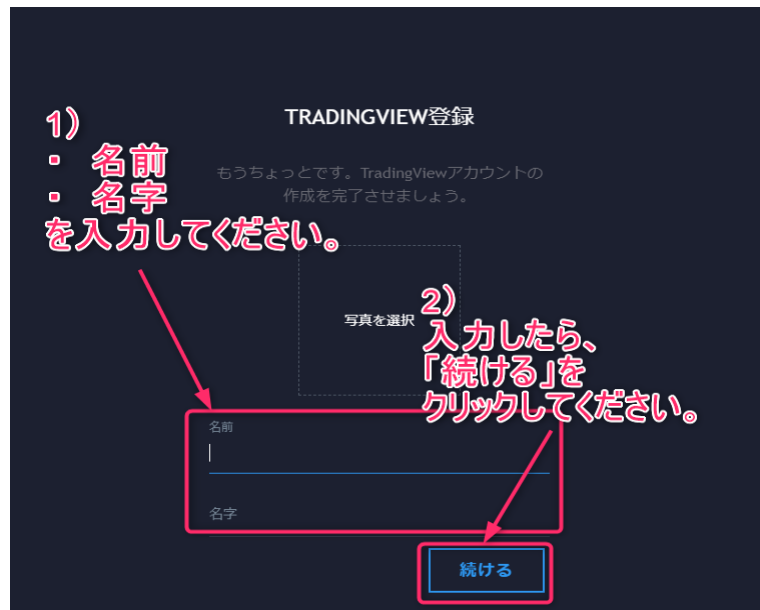 TRADINGVIEW登録
もうちょっとです。TradingViewアカウントの
作成を完了させましょう。
1)
・ 名前
・ 名字
を入力してください。
写真を選択
2)
入力したら、
「続ける」を
クリックしてください。
名前
名字
続ける